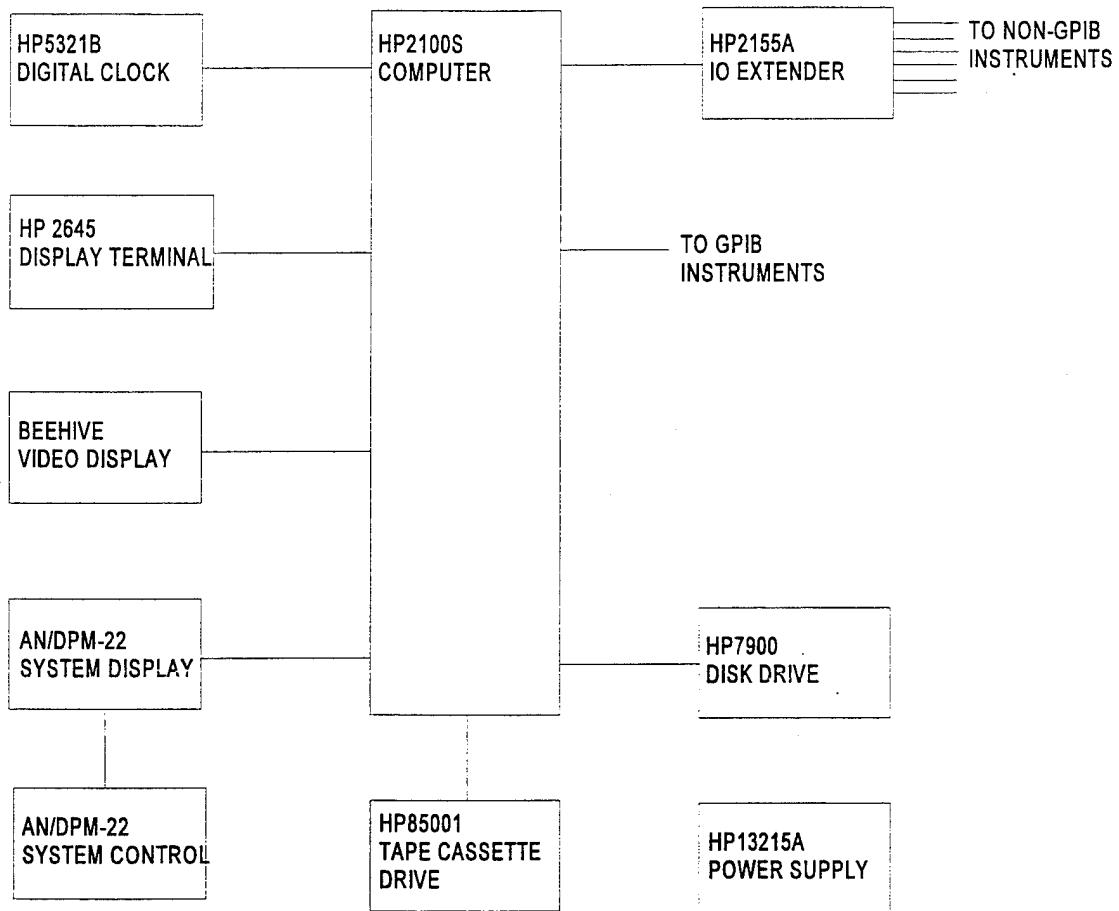 HP5321B
DIGITAL CLOCK
HP2100S
COMPUTER
HP2155A
IO EXTENDER
TO NON-GPIB
INSTRUMENTS
HP 2645
DISPLAY TERMINAL
TO GPIB
INSTRUMENTS
BEEHIVE
VIDEO DISPLAY
AN/DPM-22
SYSTEM DISPLAY
HP7900
DISK DRIVE
AN/DPM-22
SYSTEM CONTROL
HP85001
TAPE CASSETTE
DRIVE
HP13215A
POWER SUPPLY